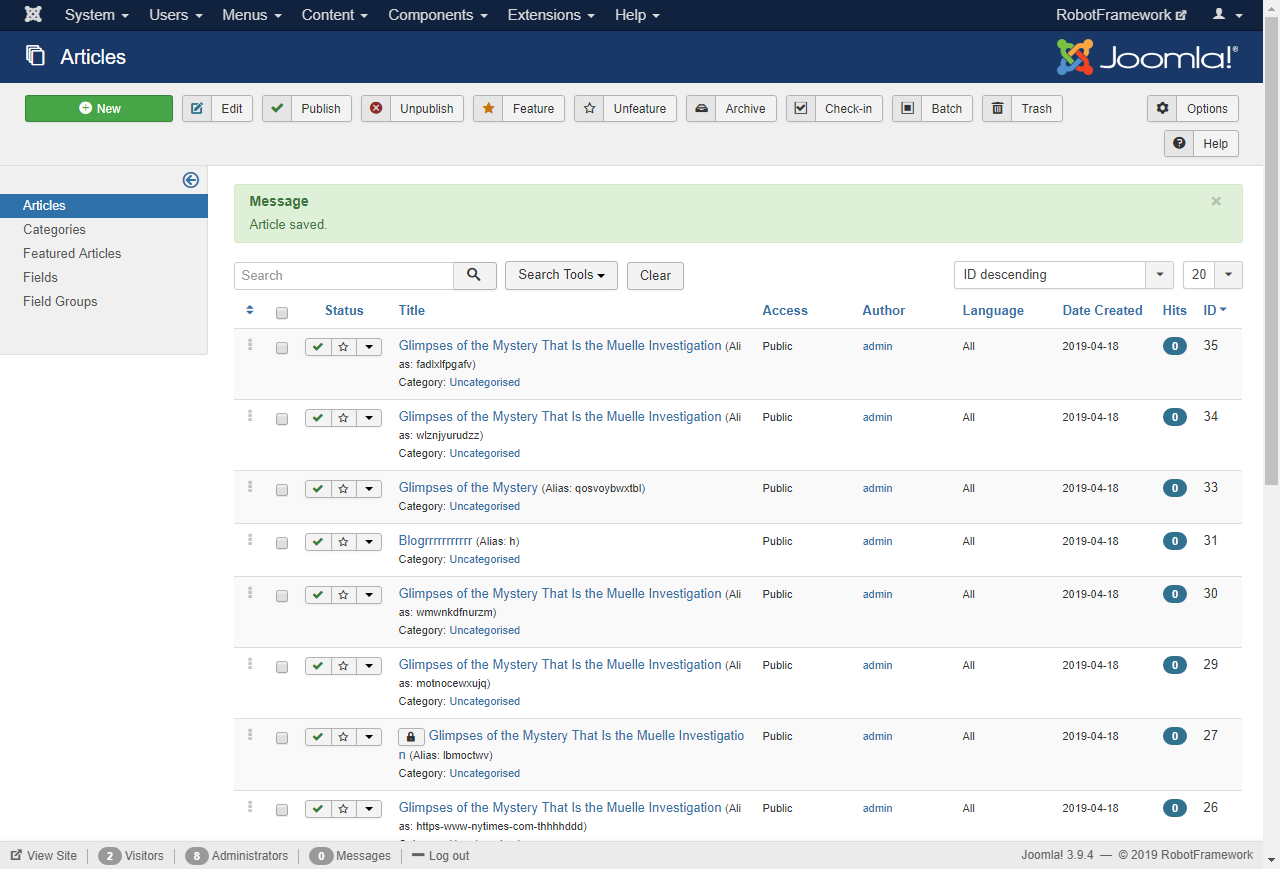 System Users Menus Content Components Extensions Help RobotFramework
Articles Joomla!®
New Edit Publish Unpublish Feature Unfeature Archive Check-in Batch Trash Options
Help
Articles
Categories
Featured Articles
Fields
Field Groups
Message ×
Article saved.
Search Search Tools Clear ID descending 20
Status Title Access Author Language Date Created Hits ID
Glimpses of the Mystery That Is the Muelle Investigation (Ali Public admin All 2019-04-18 0 35
as: fadlxlfpgafv)
Category: Uncategorised
Glimpses of the Mystery That Is the Muelle Investigation (Ali Public admin All 2019-04-18 0 34
as: wlznjyurudzz)
Category: Uncategorised
Glimpses of the Mystery (Alias: qosvoybwxtbl) Public admin All 2019-04-18 0 33
Category: Uncategorised
Blogrrrrrrrrrrr (Alias: h) Public admin All 2019-04-18 0 31
Category: Uncategorised
Glimpses of the Mystery That Is the Muelle Investigation (Ali Public admin All 2019-04-18 0 30
as: wmwnkdfnurzm)
Category: Uncategorised
Glimpses of the Mystery That Is the Muelle Investigation (Ali Public admin All 2019-04-18 0 29
as: motnocewxujq)
Category: Uncategorised
Glimpses of the Mystery That Is the Muelle Investigatio Public admin All 2019-04-18 0 27
n (Alias: lbmoctwv)
Category: Uncategorised
Glimpses of the Mystery That Is the Muelle Investigation (Ali Public admin All 2019-04-18 0 26
as: https-www-nytimes-com-thhhhddd)
View Site 2 Visitors 8 Administrators 0 Messages Log out Joomla! 3.9.4 — © 2019 RobotFramework